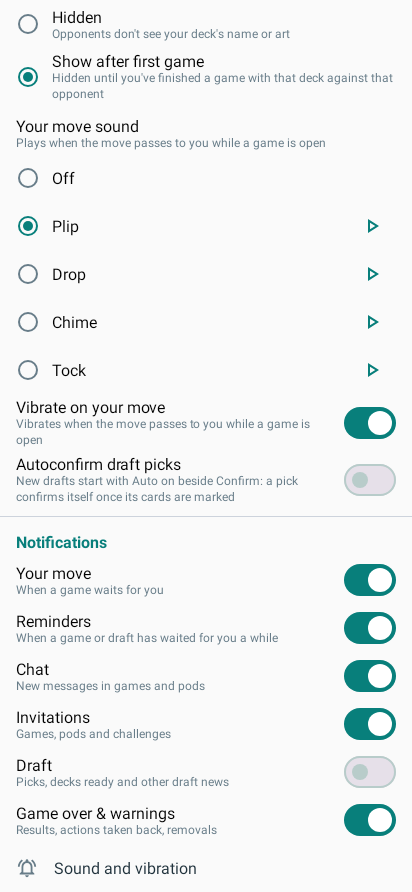 Hidden
Opponents don't see your deck's name or art
Show after first game
Hidden until you've finished a game with that deck against that
opponent
Your move sound
Plays when the move passes to you while a game is open
Off
Plip
Drop
Chime
Tock
Vibrate on your move
Vibrates when the move passes to you while a game is
open
Autoconfirm draft picks
New drafts start with Auto on beside Confirm: a pick
confirms itself once its cards are marked
Notifications
Your move
When a game waits for you
Reminders
When a game or draft has waited for you a while
Chat
New messages in games and pods
Invitations
Games, pods and challenges
Draft
Picks, decks ready and other draft news
Game over & warnings
Results, actions taken back, removals
Sound and vibration